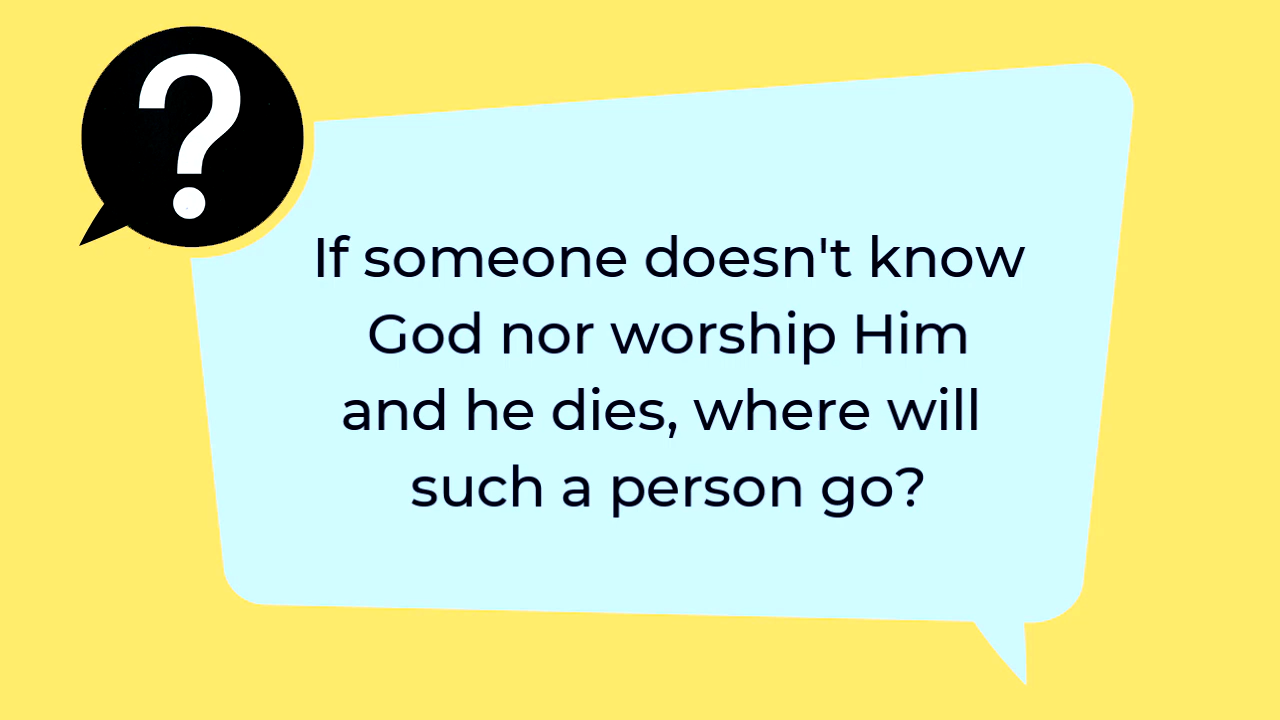 ?
If someone doesn't know
God nor worship Him
and he dies, where will
such a person go?